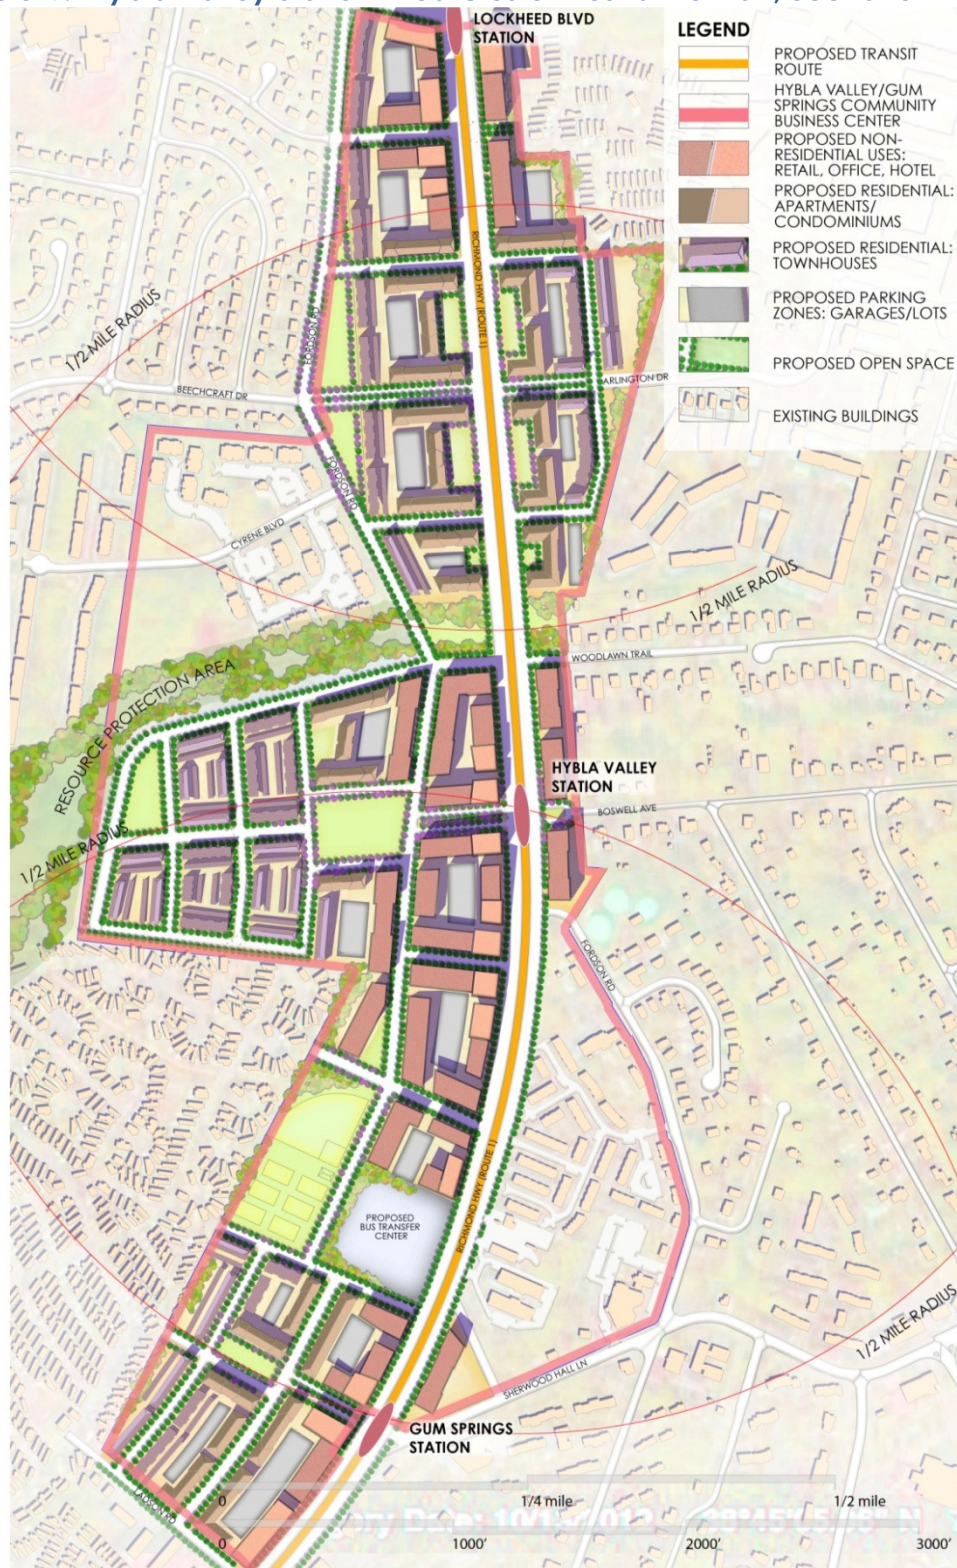 LOCKHEED BLVD
STATION
LEGEND
PROPOSED TRANSIT
ROUTE
HYBLA VALLEY/GUM
SPRINGS COMMUNITY
BUSINESS CENTER
PROPOSED NON-
RESIDENTIAL USES:
RETAIL, OFFICE, HOTEL
PROPOSED RESIDENTIAL:
APARTMENTS/
CONDOMINIUMS
PROPOSED RESIDENTIAL:
TOWNHOUSES
PROPOSED PARKING
ZONES: GARAGES/LOTS
PROPOSED OPEN SPACE
EXISTING BUILDINGS
RICHMOND HWY (ROUTE 1)
1/2 MILE RADIUS
FORDSON RD
BEECHCRAFT DR
ARLINGTON DR
FORDSON RD
CYRENE BLVD
1/2 MILE RADIUS
WOODLAWN TRAIL
RESOURCE PROTECTION AREA
HYBLA VALLEY
STATION
BOSWELL AVE
1/2 MILE RADIUS
FORDSON RD
RICHMOND HWY (ROUTE 1)
PROPOSED
BUS TRANSFER
CENTER
1/2 MILE RADIUS
SHERWOOD HALL LN
GUM SPRINGS
STATION
LADSON RD
0
1/4 mile
1/2 mile
0
1000'
2000'
3000'